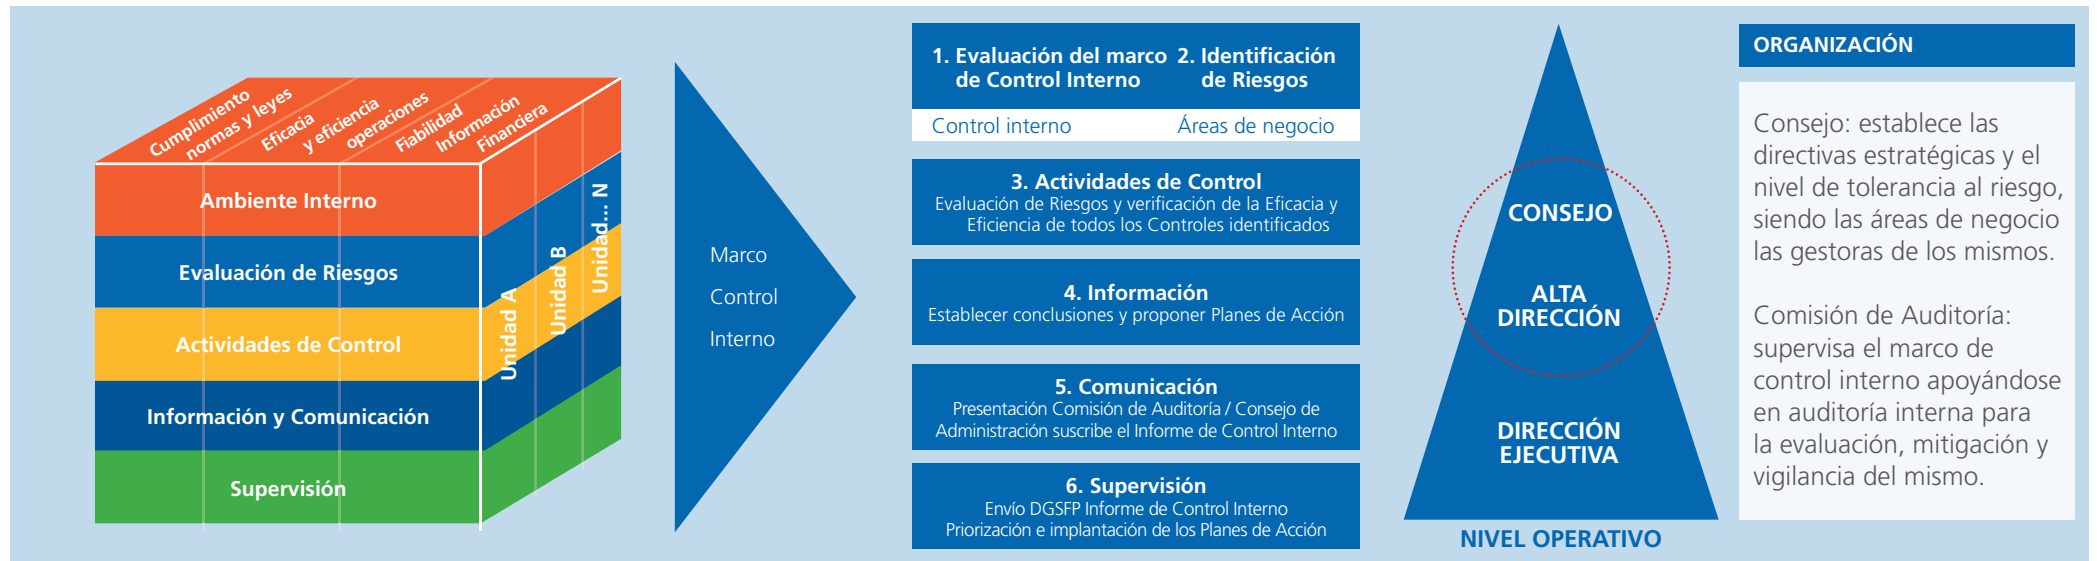 Cumplimiento
normas y leyes
Eficacia
y eficiencia
operaciones
Fiabilidad
Información
Financiera
Ambiente Interno
Evaluación de Riesgos
Actividades de Control
Información y Comunicación
Supervisión
Unidad A
Unidad B
Unidad... N
Marco
Control
Interno
1. Evaluación del marco
de Control Interno
2. Identificación
de Riesgos
Control interno
Áreas de negocio
3. Actividades de Control
Evaluación de Riesgos y verificación de la Eficacia y
Eficiencia de todos los Controles identificados
4. Información
Establecer conclusiones y proponer Planes de Acción
5. Comunicación
Presentación Comisión de Auditoría / Consejo de
Administración suscribe el Informe de Control Interno
6. Supervisión
Envío DGSFP Informe de Control Interno
Priorización e implantación de los Planes de Acción
CONSEJO
ALTA
DIRECCIÓN
DIRECCIÓN
EJECUTIVA
NIVEL OPERATIVO
ORGANIZACIÓN
Consejo: establece las
directivas estratégicas y el
nivel de tolerancia al riesgo,
siendo las áreas de negocio
las gestoras de los mismos.
Comisión de Auditoría:
supervisa el marco de
control interno apoyándose
en auditoría interna para
la evaluación, mitigación y
vigilancia del mismo.